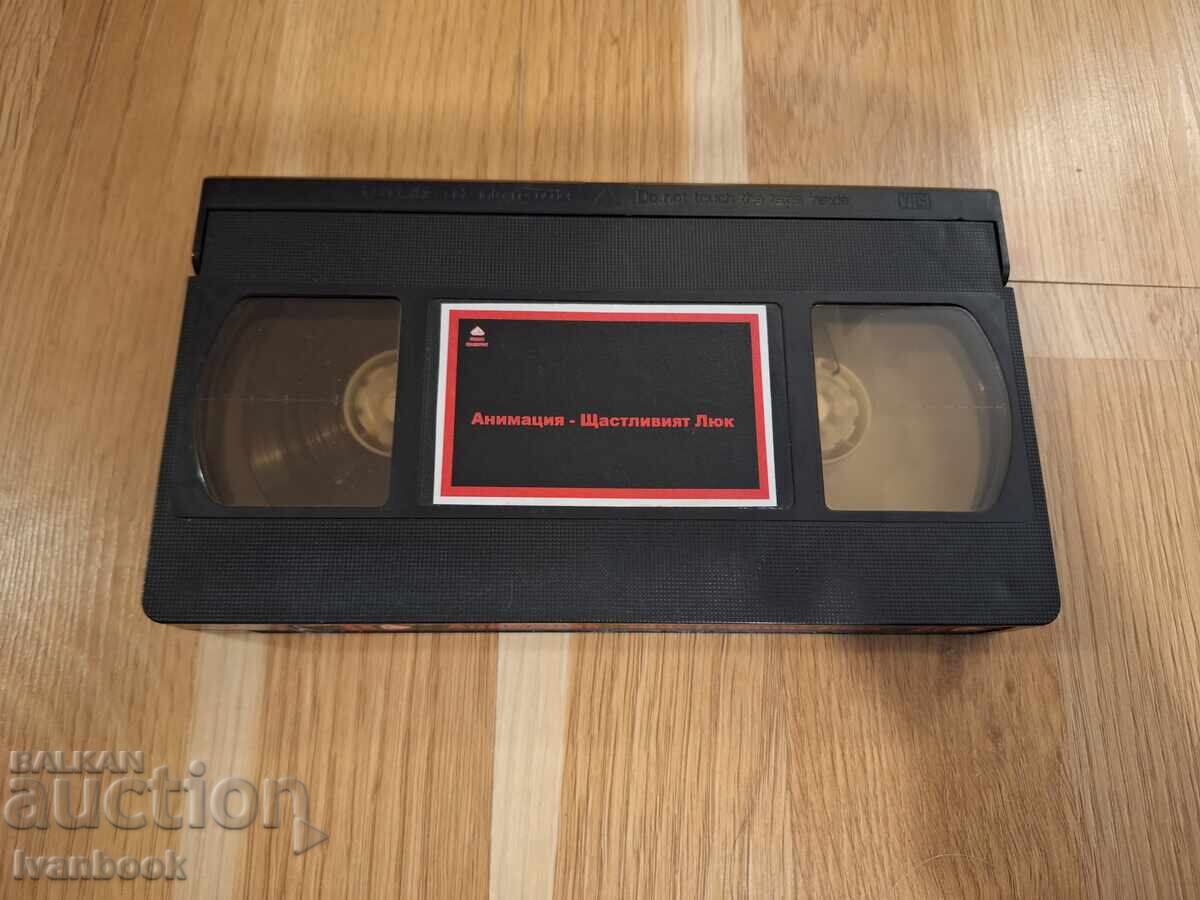 Do not touch the tape inside
VHS
Анимация - Щастливият Люк
BALKAN
auction
Ivanbook